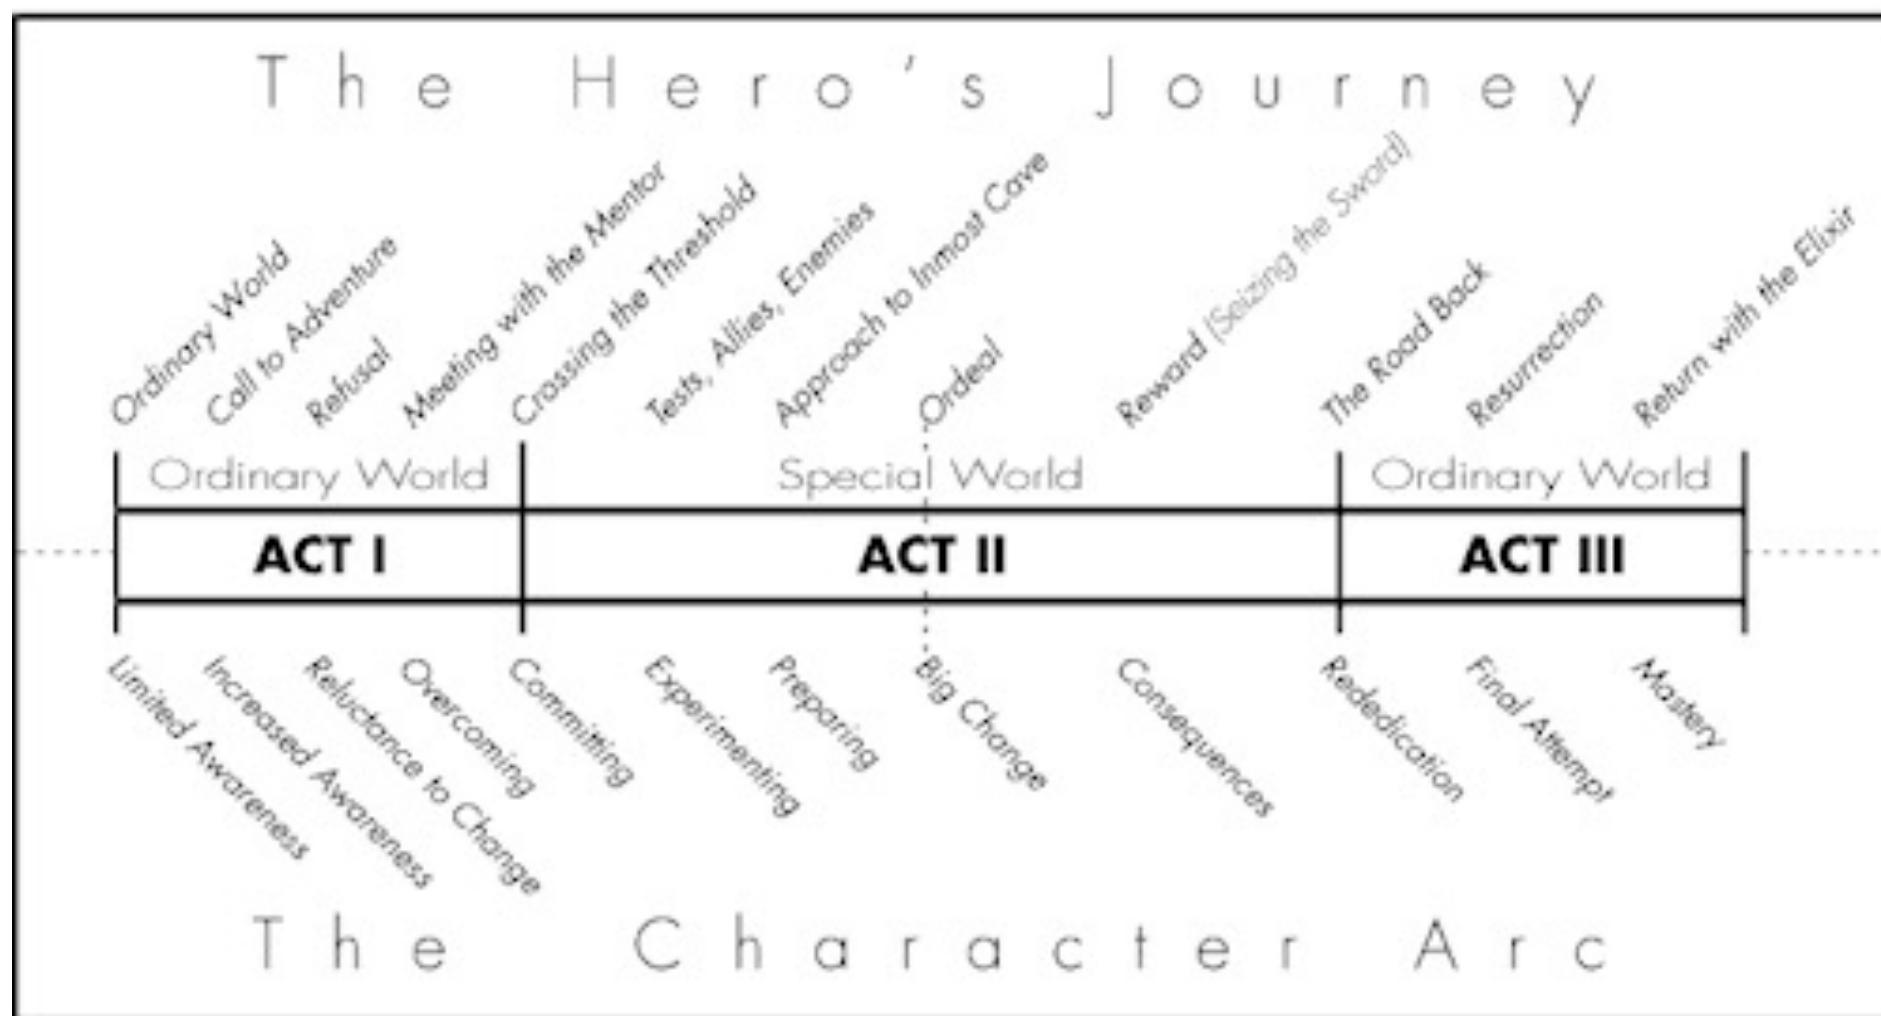 The Hero's Journey
Ordinary World
Call to Adventure
Refusal
Meeting with the Mentor
Crossing the Threshold
Tests, Allies, Enemies
Approach to Inmost Cave
Ordeal
Reward (Seizing the Sword)
The Road Back
Resurrection
Return with the Elixir
Ordinary World
Special World
Ordinary World
ACT I
ACT II
ACT III
Limited Awareness
Increased Awareness
Reluctance to Change
Overcoming
Committing
Experimenting
Preparing
Big Change
Consequences
Rededication
Final Attempt
Mastery
The Character Arc